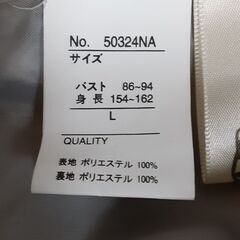 No. 50324NA
サイズ
バスト 86~94
身長 154~162
L
QUALITY
表地 ポリエステル 100%
裏地 ポリエステル 100%